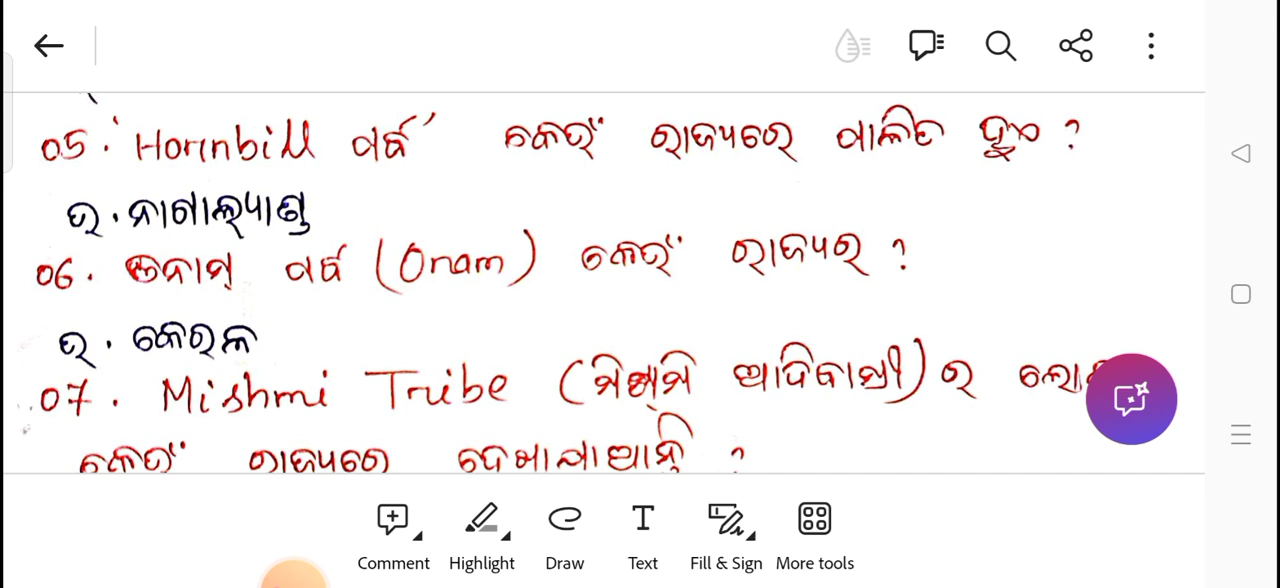 05. Hornbill ପର୍ବ କେଉଁ ରାଜ୍ୟରେ ପାଳିତ ହୁଏ ?
ଉ. ନାଗାଲ୍ୟାଣ୍ଡ
06. ଓନାମ୍ ପର୍ବ (Onam) କେଉଁ ରାଜ୍ୟର ?
ଉ. କେରଳ
07. Mishmi Tribe (ମିଶ୍ମି ଆଦିବାସୀ) ର
କେଉଁ ରାଜ୍ୟରେ ଦେଖାଯାଆନ୍ତି ?
Comment Highlight Draw Text Fill & Sign More tools